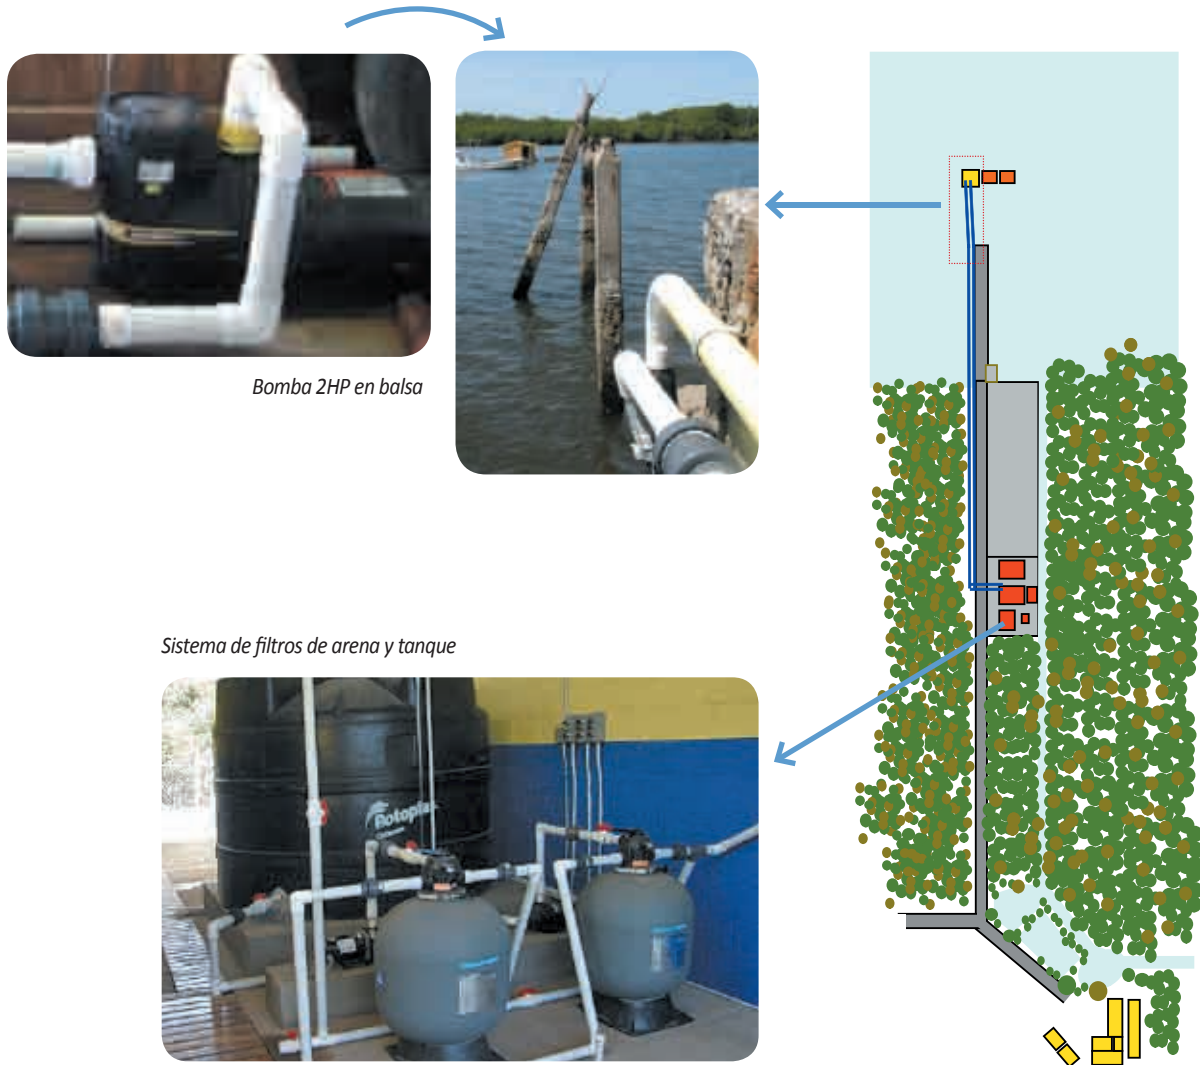 Bomba 2HP en balsa
Sistema de filtros de arena y tanque
Rotoplas